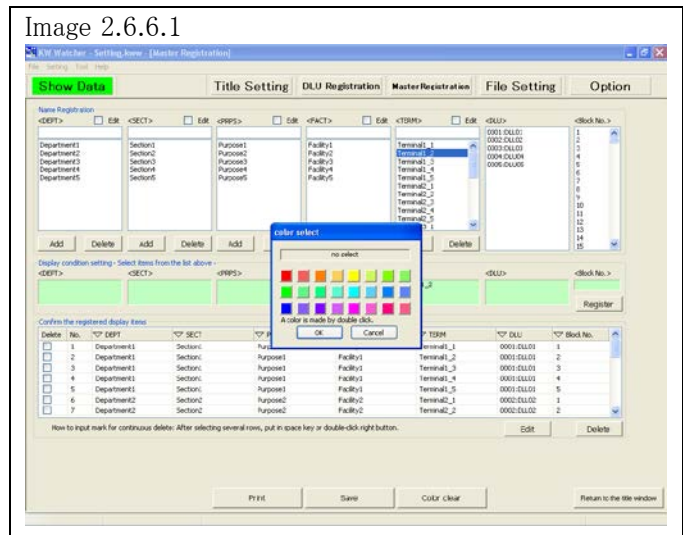 Image 2.6.6.1
KW Watcher - Setting.kww - [Master Registration]
File Setting Tool Help
Show Data Title Setting DLU Registration Master Registration File Setting Option
Name Registration
<DEPT> Edit <SECT> Edit <PRPS> Edit <FACT> Edit <TERM> Edit <DLU> <Block No.>
Department1 Section1 Purpose1 Facility1 Terminal1_1 0001:DLL01 1
Department2 Section2 Purpose2 Facility2 Terminal1_2 0002:DLL02 2
Department3 Section3 Purpose3 Facility3 Terminal1_3 0003:DLL03 3
Department4 Section4 Purpose4 Facility4 Terminal1_4 0004:DLU04 4
Department5 Section5 Purpose5 Facility5 Terminal1_5 0005:DLU05 5
Terminal2_1 6
Terminal2_2 7
Terminal2_3 8
Terminal2_4 9
Terminal2_5 10
11
12
13
14
15
Add Delete Add Delete Add Delete
color select
no select
A color is made by double click.
OK Cancel
Display condition setting - Select items from the list above -
<DEPT> <SECT> <PRPS> <DLU> <Block No.>
Register
Confirm the registered display items
Delete No. DEPT SECT TERM DLU Block No.
1 Department1 Section1 Facility1 Terminal1_1 0001:DLL01 1
2 Department1 Section1 Purpose1 Facility1 Terminal1_2 0001:DLL01 2
3 Department1 Section1 Purpose1 Facility1 Terminal1_3 0001:DLL01 3
4 Department1 Section1 Purpose1 Facility1 Terminal1_4 0001:DLL01 4
5 Department1 Section1 Purpose1 Facility1 Terminal1_5 0001:DLL01 5
6 Department2 Section2 Purpose2 Facility2 Terminal2_1 0002:DLL02 1
7 Department2 Section2 Purpose2 Facility2 Terminal2_2 0002:DLL02 2
How to input mark for continuous delete: After selecting several rows, put in space key or double-click right button.
Edit Delete
Print Save Color clear Return to the title window